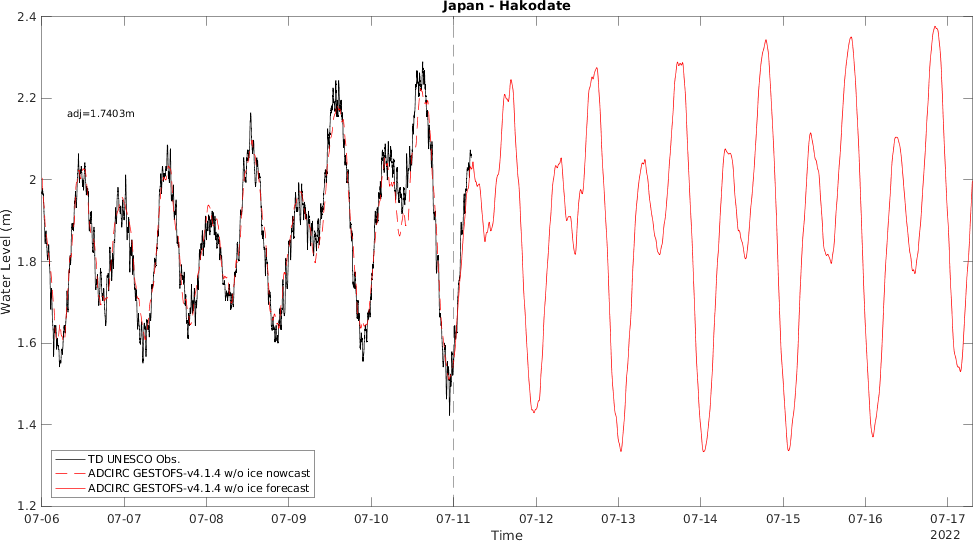 Japan - Hakodate
2.4
2.2
2
1.8
1.6
1.4
1.2
Water Level (m)
adj=1.7403m
TD UNESCO Obs.
ADCIRC GESTOFS-v4.1.4 w/o ice nowcast
ADCIRC GESTOFS-v4.1.4 w/o ice forecast
07-06 07-07 07-08 07-09 07-10 07-11 07-12 07-13 07-14 07-15 07-16 07-17
Time
2022